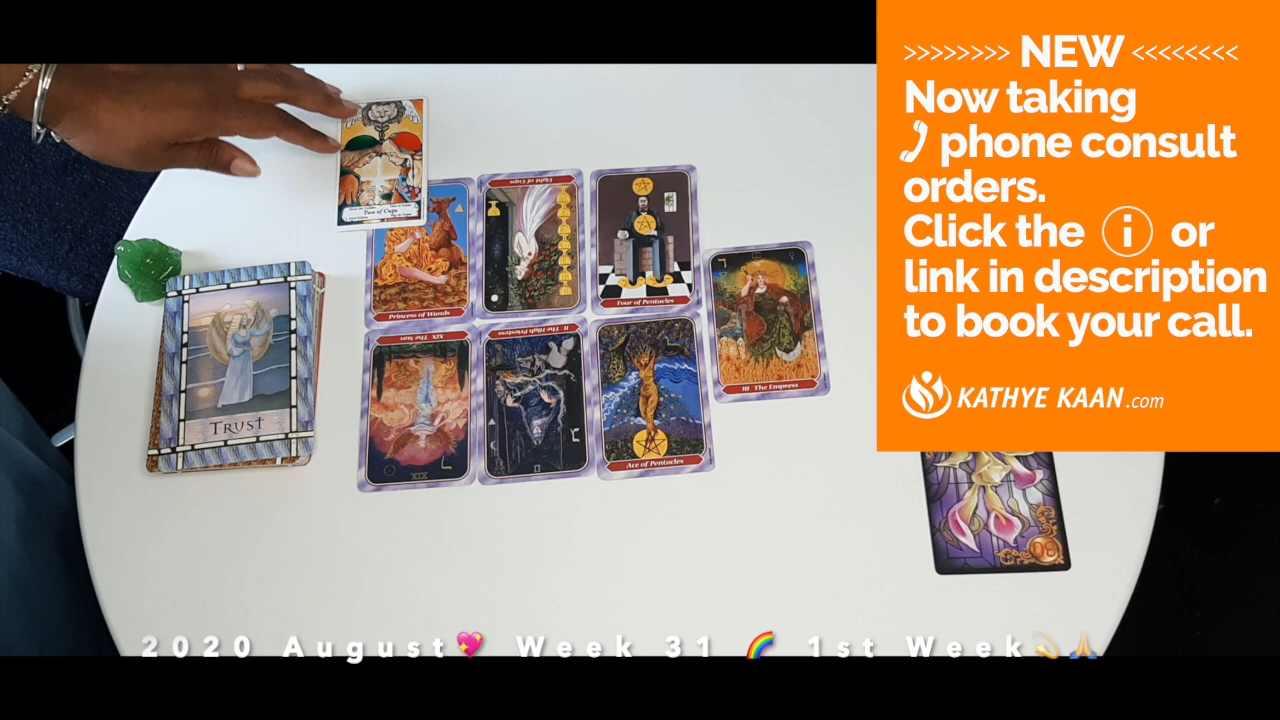 >>>>>>>> NEW <<<<<<<<
Now taking
phone consult
orders.
Click the i or
link in description
to book your call.
KATHYE KAAN.com
Two of Cups
Eight of Cups
Princess of Wands
Four of Pentacles
XIX The Sun
II The High Priestess
III The Empress
TRUST
XIX
Ace of Pentacles
30
2020 August💖 Week 31 🌈 1st Week💫🙏